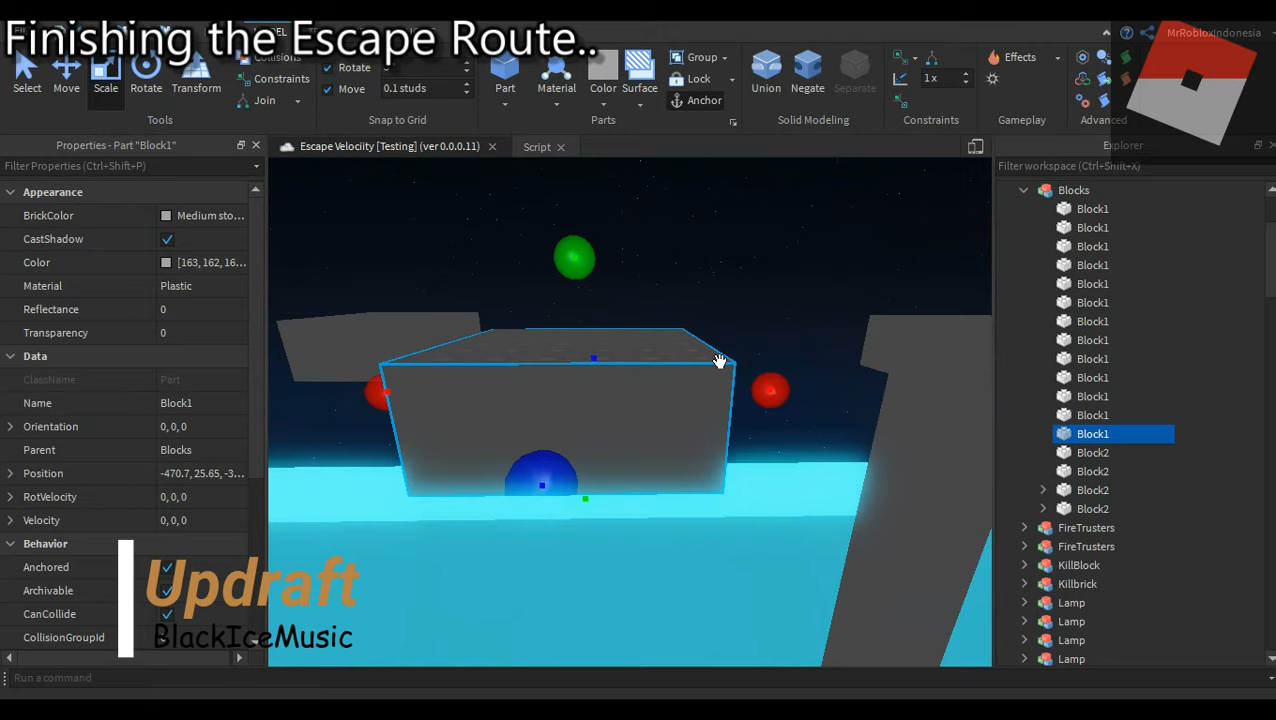 Finishing the Escape Route..
MrRobloxIndonesia
Collisions
Constraints
Join
Rotate
Move
0.1 studs
Group
Lock
Anchor
1 x
Effects
Select
Move
Scale
Rotate
Transform
Part
Material
Color
Surface
Union
Negate
Separate
Tools
Snap to Grid
Parts
Solid Modeling
Constraints
Gameplay
Advanced
Properties - Part "Block1"
Escape Velocity [Testing] (ver 0.0.0.11)
Script
Explorer
Filter Properties (Ctrl+Shift+P)
Filter workspace (Ctrl+Shift+X)
Appearance
BrickColor
Medium sto...
CastShadow
Color
[163, 162, 16...
Material
Plastic
Reflectance
0
Transparency
0
Data
ClassName
Part
Name
Block1
Orientation
0, 0, 0
Parent
Blocks
Position
-470.7, 25.65, -3...
RotVelocity
0, 0, 0
Velocity
0, 0, 0
Behavior
Anchored
Archivable
CanCollide
CollisionGroupId
Blocks
Block1
Block1
Block1
Block1
Block1
Block1
Block1
Block1
Block1
Block1
Block1
Block1
Block1
Block2
Block2
Block2
Block2
FireTrusters
FireTrusters
KillBlock
Killbrick
Lamp
Lamp
Lamp
Lamp
Updraft
BlackIceMusic
Run a command